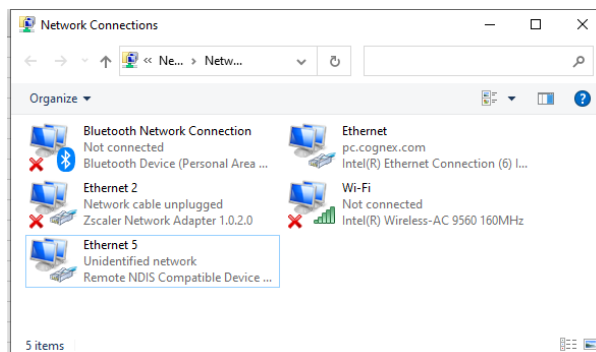 Network Connections
« Ne... › Netw...
Organize
Bluetooth Network Connection
Not connected
Bluetooth Device (Personal Area ...
Ethernet
pc.cognex.com
Intel(R) Ethernet Connection (6) I...
Ethernet 2
Network cable unplugged
Zscaler Network Adapter 1.0.2.0
Wi-Fi
Not connected
Intel(R) Wireless-AC 9560 160MHz
Ethernet 5
Unidentified network
Remote NDIS Compatible Device ...
5 items